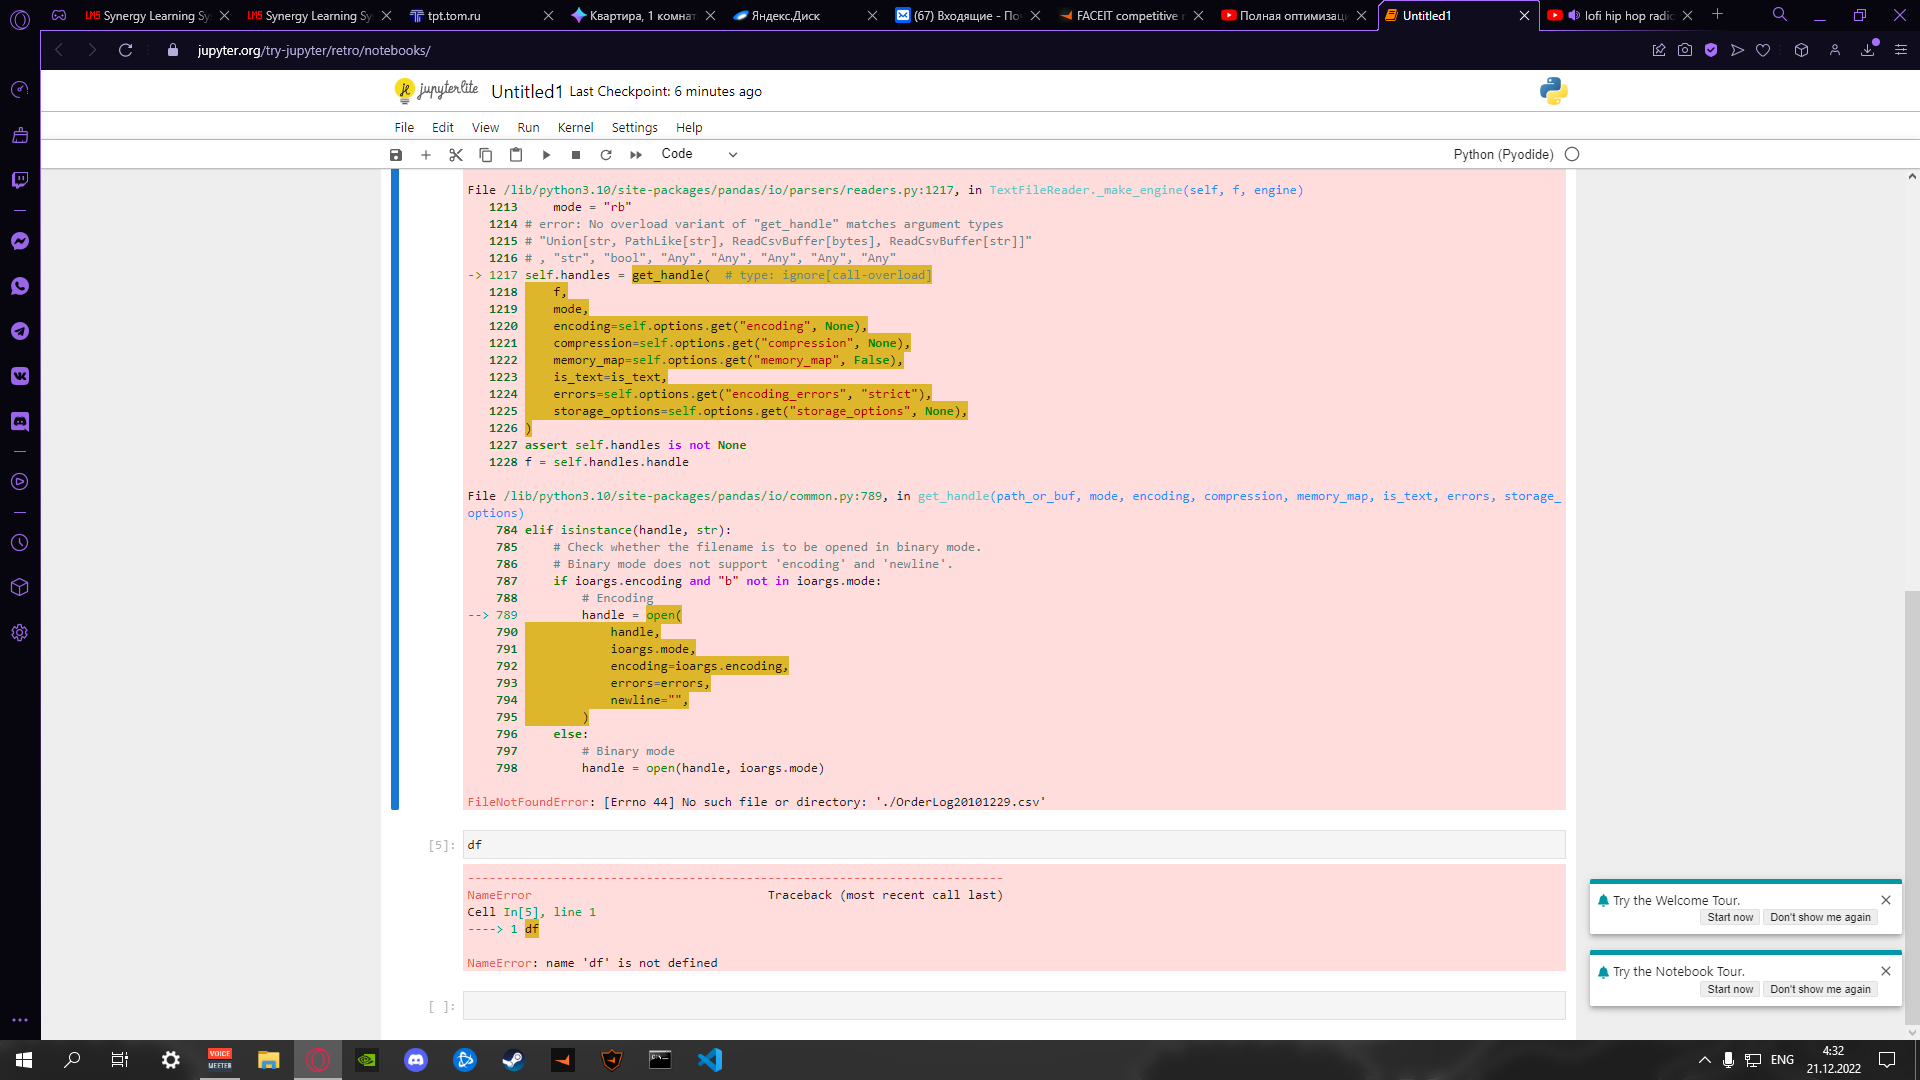 Synergy Learning Sy
Synergy Learning Sy
tpt.tom.ru
Квартира, 1 комнат
Яндекс.Диск
(67) Входящие - По
FACEIT competitive
Полная оптимизаци
Untitled1
lofi hip hop radio
jupyter.org/try-jupyter/retro/notebooks/
jupyterlite
Untitled1 Last Checkpoint: 6 minutes ago
File Edit View Run Kernel Settings Help
Code
Python (Pyodide)
File /lib/python3.10/site-packages/pandas/io/parsers/readers.py:1217, in TextFileReader._make_engine(self, f, engine)
1213     mode = "rb"
1214 # error: No overload variant of "get_handle" matches argument types
1215 # "Union[str, PathLike[str], ReadCsvBuffer[bytes], ReadCsvBuffer[str]]"
1216 # , "str", "bool", "Any", "Any", "Any", "Any", "Any"
-> 1217 self.handles = get_handle(  # type: ignore[call-overload]
1218     f,
1219     mode,
1220     encoding=self.options.get("encoding", None),
1221     compression=self.options.get("compression", None),
1222     memory_map=self.options.get("memory_map", False),
1223     is_text=is_text,
1224     errors=self.options.get("encoding_errors", "strict"),
1225     storage_options=self.options.get("storage_options", None),
1226 )
1227 assert self.handles is not None
1228 f = self.handles.handle
File /lib/python3.10/site-packages/pandas/io/common.py:789, in get_handle(path_or_buf, mode, encoding, compression, memory_map, is_text, errors, storage_
options)
784 elif isinstance(handle, str):
785     # Check whether the filename is to be opened in binary mode.
786     # Binary mode does not support 'encoding' and 'newline'.
787     if ioargs.encoding and "b" not in ioargs.mode:
788         # Encoding
--> 789         handle = open(
790             handle,
791             ioargs.mode,
792             encoding=ioargs.encoding,
793             errors=errors,
794             newline="",
795         )
796     else:
797         # Binary mode
798         handle = open(handle, ioargs.mode)
FileNotFoundError: [Errno 44] No such file or directory: './OrderLog20101229.csv'
[5]: df
---------------------------------------------------------------------------
NameError                                 Traceback (most recent call last)
Cell In[5], line 1
----> 1 df
NameError: name 'df' is not defined
[ ]:
Try the Welcome Tour.
Start now Don't show me again
Try the Notebook Tour.
Start now Don't show me again
VOICE
MEETER
ENG
4:32
21.12.2022